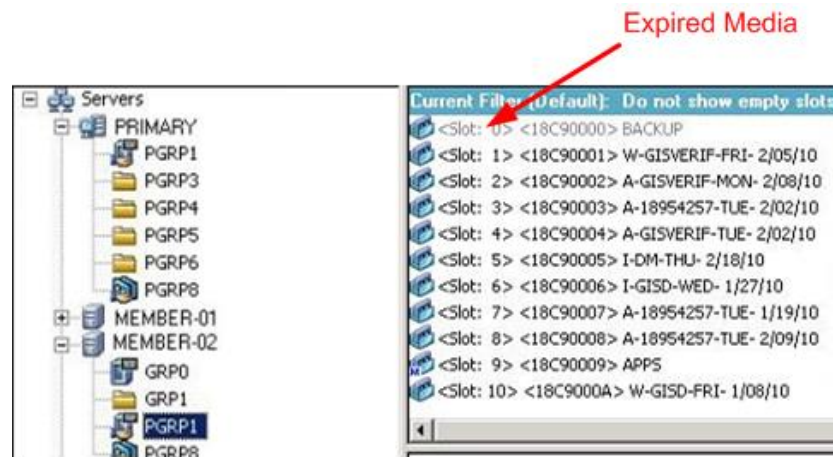 Expired Media
Servers
PRIMARY
PGRP1
PGRP3
PGRP4
PGRP5
PGRP6
PGRP8
MEMBER-01
MEMBER-02
GRP0
GRP1
PGRP1
PGRP8
Current Filter (Default): Do not show empty slots
<Slot: 0> <18C90000> BACKUP
<Slot: 1> <18C90001> W-GISVERIF-FRI- 2/05/10
<Slot: 2> <18C90002> A-GISVERIF-MON- 2/08/10
<Slot: 3> <18C90003> A-18954257-TUE- 2/02/10
<Slot: 4> <18C90004> A-GISVERIF-TUE- 2/02/10
<Slot: 5> <18C90005> I-DM-THU- 2/18/10
<Slot: 6> <18C90006> I-GISD-WED- 1/27/10
<Slot: 7> <18C90007> A-18954257-TUE- 1/19/10
<Slot: 8> <18C90008> A-18954257-TUE- 2/09/10
<Slot: 9> <18C90009> APPS
<Slot: 10> <18C9000A> W-GISD-FRI- 1/08/10